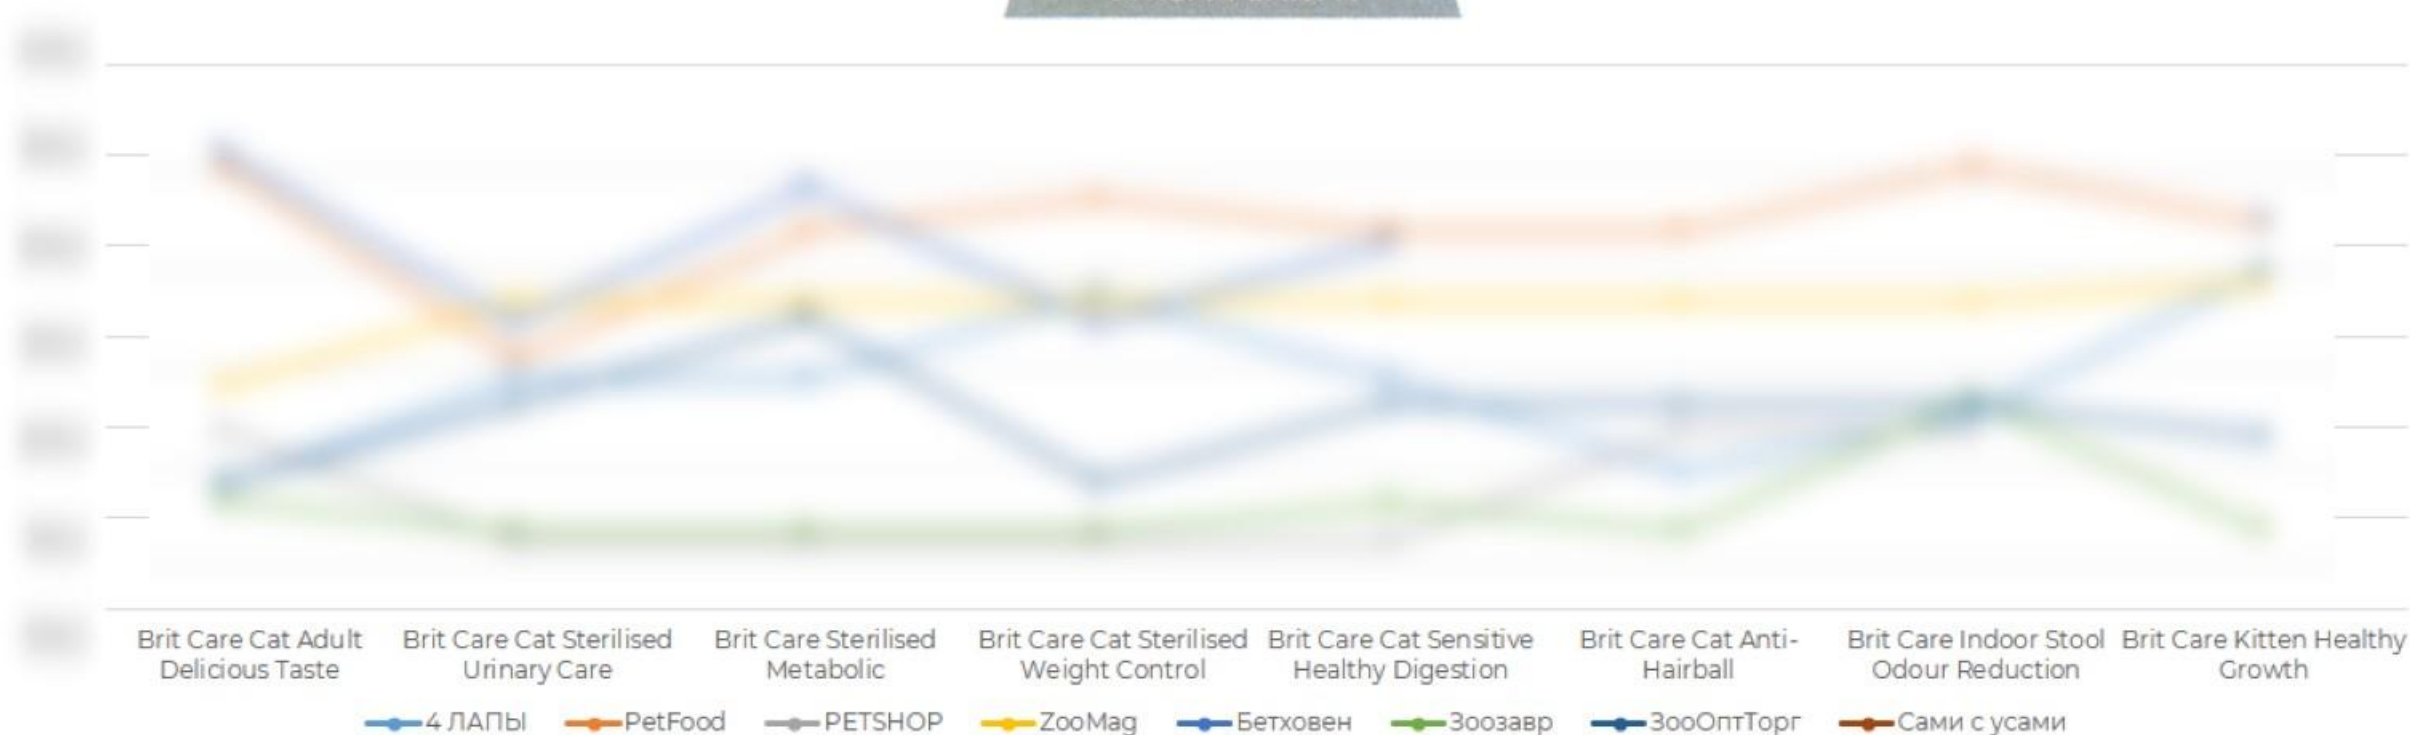 Brit Care Cat Adult Delicious Taste
Brit Care Cat Sterilised Urinary Care
Brit Care Sterilised Metabolic
Brit Care Cat Sterilised Weight Control
Brit Care Cat Sensitive Healthy Digestion
Brit Care Cat Anti-Hairball
Brit Care Indoor Stool Odour Reduction
Brit Care Kitten Healthy Growth
4 ЛАПЫ PetFood PETSHOP ZooMag Бетховен Зоозавр ЗооОптТорг Сами с усами